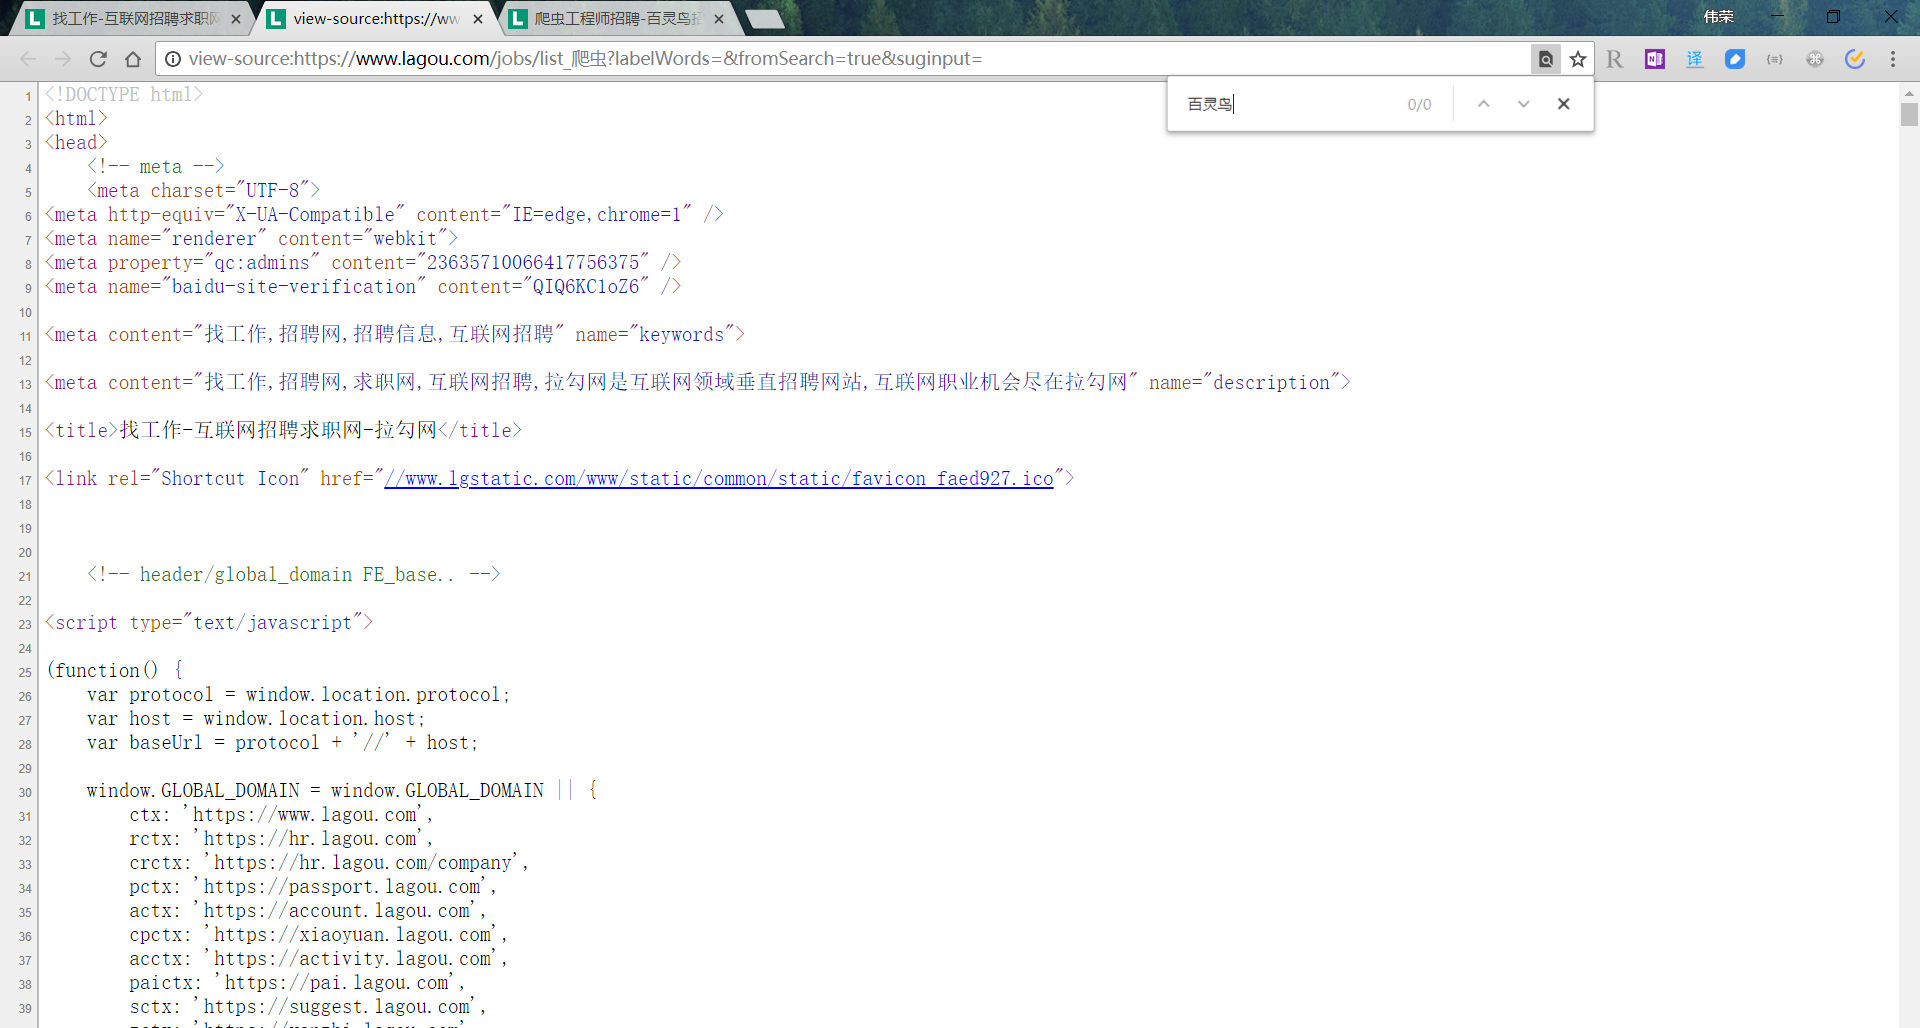 找工作-互联网招聘求职网
view-source:https://ww
爬虫工程师招聘-百灵鸟招
伟荣
view-source:https://www.lagou.com/jobs/list_爬虫?labelWords=&fromSearch=true&suginput=
百灵鸟 0/0
1 <!DOCTYPE html>
2 <html>
3 <head>
4 <!-- meta -->
5 <meta charset="UTF-8">
6 <meta http-equiv="X-UA-Compatible" content="IE=edge,chrome=1" />
7 <meta name="renderer" content="webkit">
8 <meta property="qc:admins" content="23635710066417756375" />
9 <meta name="baidu-site-verification" content="QIQ6KC1oZ6" />
10
11 <meta content="找工作,招聘网,招聘信息,互联网招聘" name="keywords">
12
13 <meta content="找工作,招聘网,求职网,互联网招聘,拉勾网是互联网领域垂直招聘网站,互联网职业机会尽在拉勾网" name="description">
14
15 <title>找工作-互联网招聘求职网-拉勾网</title>
16
17 <link rel="Shortcut Icon" href="//www.lgstatic.com/www/static/common/static/favicon_faed927.ico">
18
19
20
21 <!-- header/global_domain FE_base.. -->
22
23 <script type="text/javascript">
24
25 (function() {
26 var protocol = window.location.protocol;
27 var host = window.location.host;
28 var baseUrl = protocol + '//' + host;
29
30 window.GLOBAL_DOMAIN = window.GLOBAL_DOMAIN || {
31 ctx: 'https://www.lagou.com',
32 rctx: 'https://hr.lagou.com',
33 crctx: 'https://hr.lagou.com/company',
34 pctx: 'https://passport.lagou.com',
35 actx: 'https://account.lagou.com',
36 cpctx: 'https://xiaoyuan.lagou.com',
37 acctx: 'https://activity.lagou.com',
38 paictx: 'https://pai.lagou.com',
39 sctx: 'https://suggest.lagou.com',